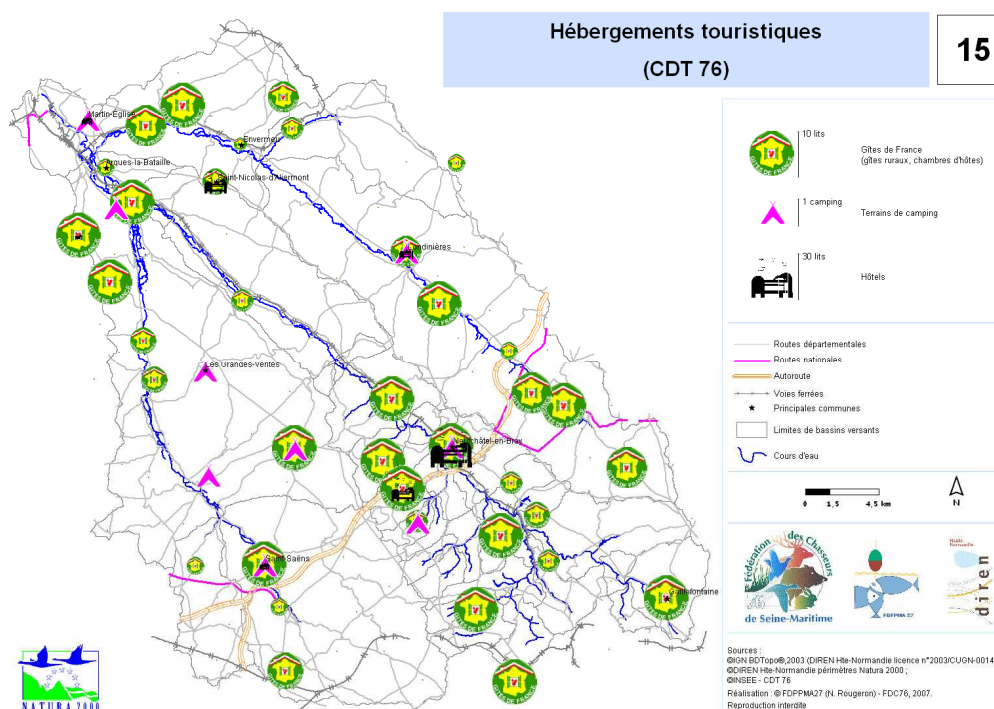 Hébergements touristiques
(CDT 76)
15
Martin-Église
Envermeu
Arques-la-Bataille
Saint-Nicolas-d'Aliermont
Londinières
Les Grandes-Ventes
Neufchâtel-en-Bray
Saint-Saëns
Gaillefontaine
10 lits
Gîtes de France
(gîtes ruraux, chambres d'hôtes)
1 camping
Terrains de camping
30 lits
Hôtels
Routes départementales
Routes nationales
Autoroute
Voies ferrées
Principales communes
Limites de bassins versants
Cours d'eau
0 1,5 4,5 km
N
Fédération des Chasseurs
de Seine-Maritime
FDPPMA 27
Haute
Normandie
diren
NATURA 2000
Sources :
©IGN BDTopo®,2003 (DIREN Hte-Normandie licence n°2003/CUGN-0014
©DIREN Hte-Normandie périmètres Natura 2000 ;
©INSEE - CDT 76
Réalisation : © FDPPMA27 (N. Rougeron) - FDC76, 2007.
Reproduction interdite